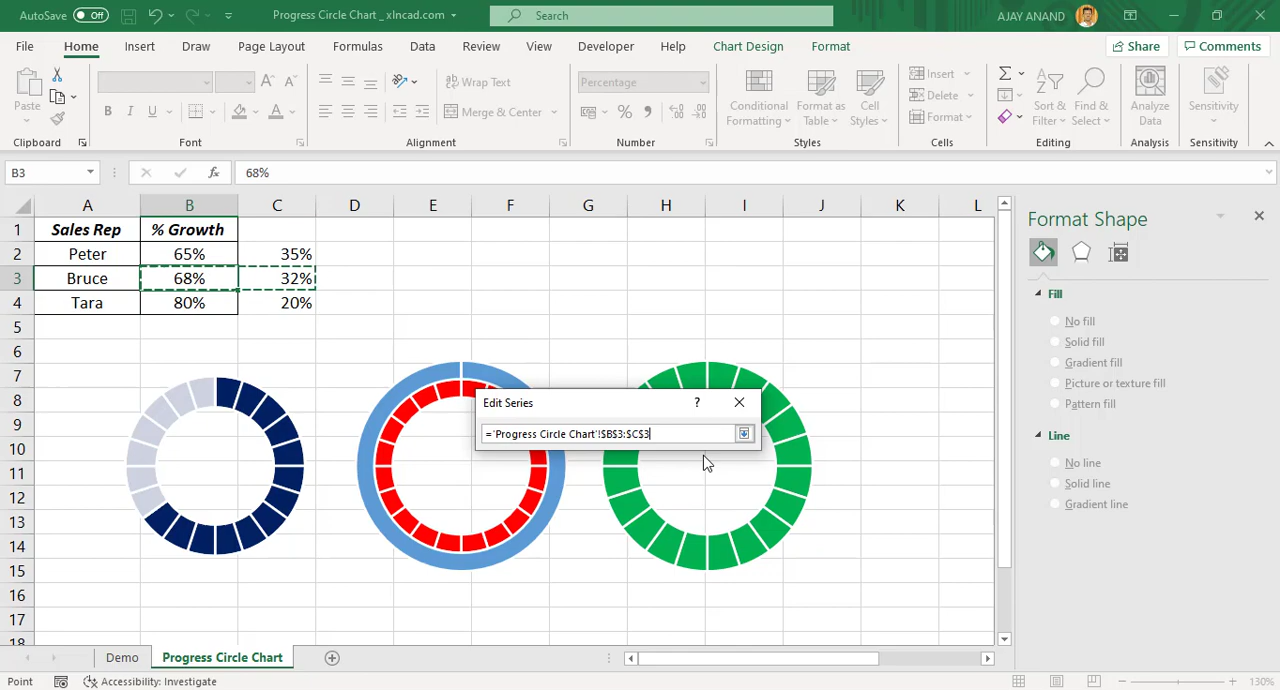 AutoSave Off Progress Circle Chart _ xlncad.com Search AJAY ANAND
File Home Insert Draw Page Layout Formulas Data Review View Developer Help Chart Design Format Share Comments
Paste Wrap Text Percentage Conditional Formatting Format as Table Cell Styles Insert Sort & Filter Find & Select Analyze Data Sensitivity
Merge & Center Delete
Format
Clipboard Font Alignment Number Styles Cells Editing Analysis Sensitivity
B3 fx 68%
A B C D E F G H I J K L
1 Sales Rep % Growth
2 Peter 65% 35%
3 Bruce 68% 32%
4 Tara 80% 20%
5
6
7
8
9
10
11
12
13
14
15
16
17
18
Edit Series ?
='Progress Circle Chart'!$B$3:$C$3
Format Shape
Fill
No fill
Solid fill
Gradient fill
Picture or texture fill
Pattern fill
Line
No line
Solid line
Gradient line
Demo Progress Circle Chart
Point Accessibility: Investigate 130%